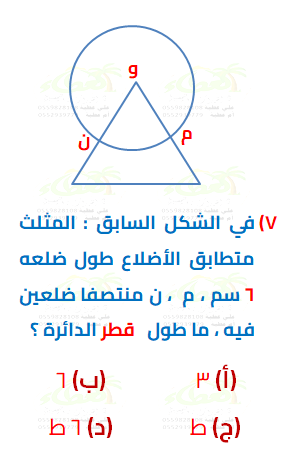 و
ن م
٧) في الشكل السابق : المثلث
متطابق الأضلاع طول ضلعه
٦ سم ، م ، ن منتصفا ضلعين
فيه ، ما طول قطر الدائرة ؟
(أ) ٣ (ب) ٦
(ج) ط (د) ٦ ط